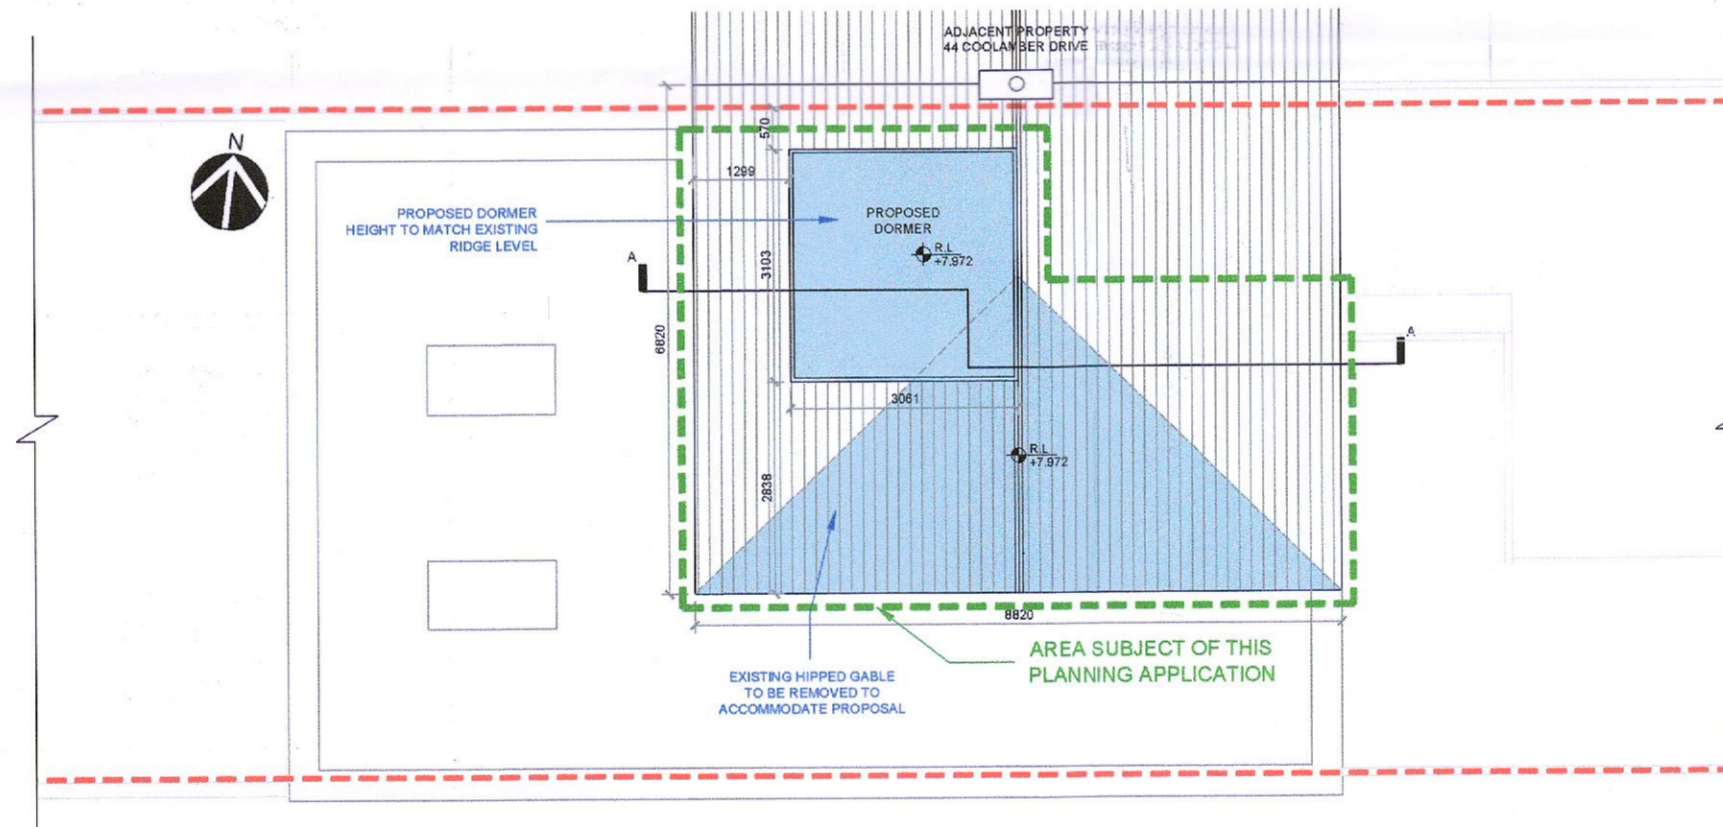 ADJACENT PROPERTY
44 COOLAMBER DRIVE
N
570
1299
PROPOSED DORMER
HEIGHT TO MATCH EXISTING
RIDGE LEVEL
PROPOSED
DORMER
R.L
+7.972
A
3103
6820
A
3061
R.L
+7.972
2838
8820
AREA SUBJECT OF THIS
PLANNING APPLICATION
EXISTING HIPPED GABLE
TO BE REMOVED TO
ACCOMMODATE PROPOSAL